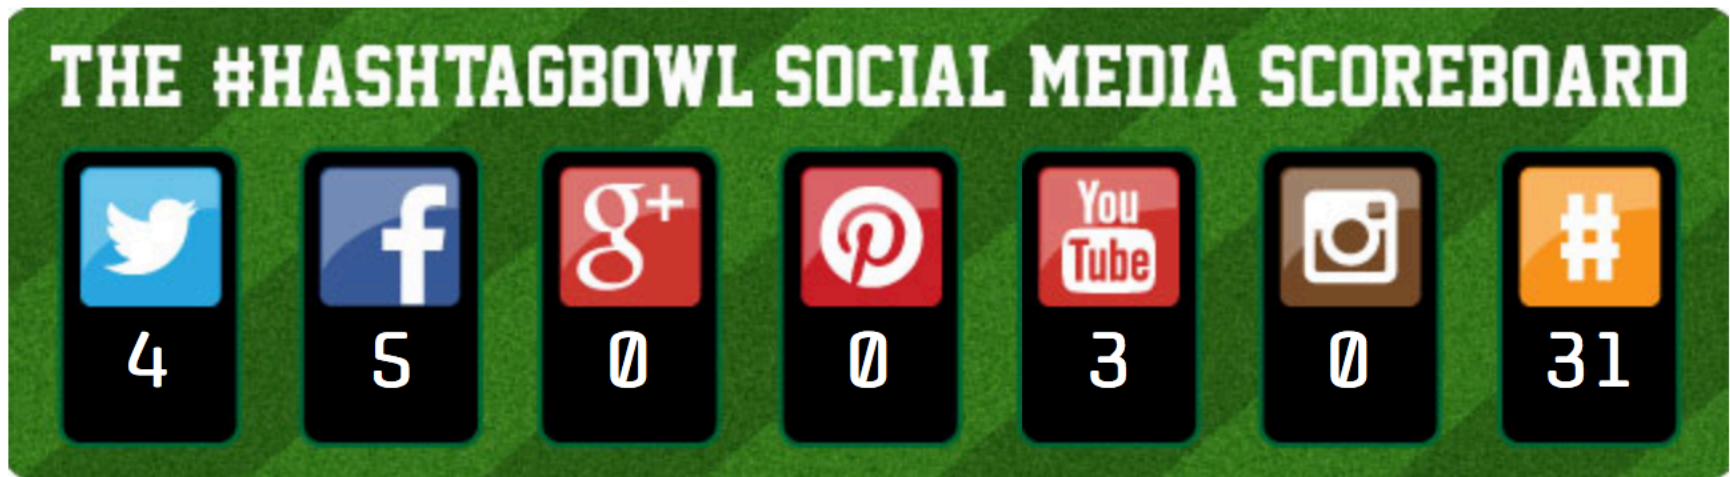 THE #HASHTAGBOWL SOCIAL MEDIA SCOREBOARD
f g+ You Tube #
4 5 0 0 3 0 31